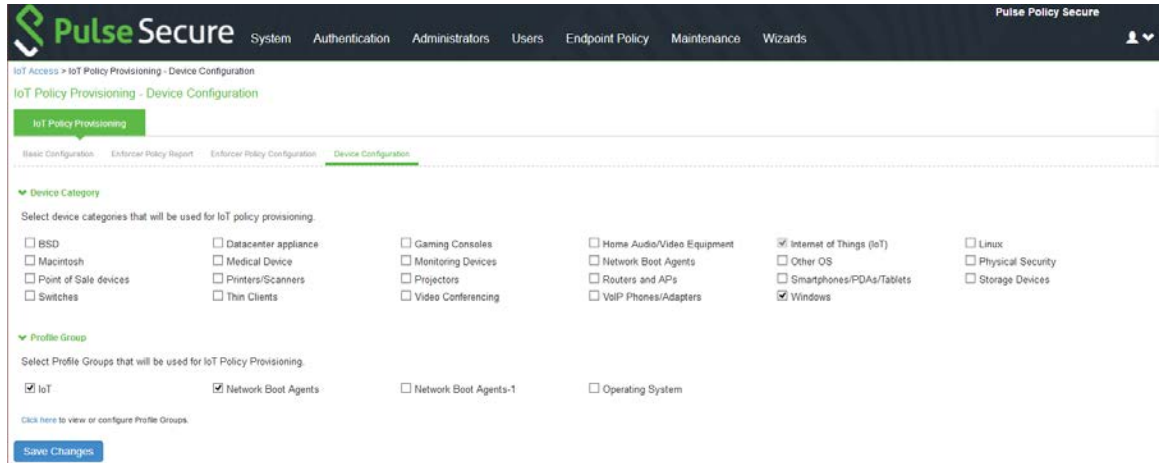 Pulse Policy Secure
Pulse Secure System Authentication Administrators Users Endpoint Policy Maintenance Wizards
IoT Access > IoT Policy Provisioning - Device Configuration
IoT Policy Provisioning - Device Configuration
IoT Policy Provisioning
Basic Configuration Enforcer Policy Report Enforcer Policy Configuration Device Configuration
Device Category
Select device categories that will be used for IoT policy provisioning.
BSD Datacenter appliance Gaming Consoles Home Audio/Video Equipment Internet of Things (IoT) Linux
Macintosh Medical Device Monitoring Devices Network Boot Agents Other OS Physical Security
Point of Sale devices Printers/Scanners Projectors Routers and APs Smartphones/PDAs/Tablets Storage Devices
Switches Thin Clients Video Conferencing VoIP Phones/Adapters Windows
Profile Group
Select Profile Groups that will be used for IoT Policy Provisioning.
IoT Network Boot Agents Network Boot Agents-1 Operating System
Click here to view or configure Profile Groups.
Save Changes